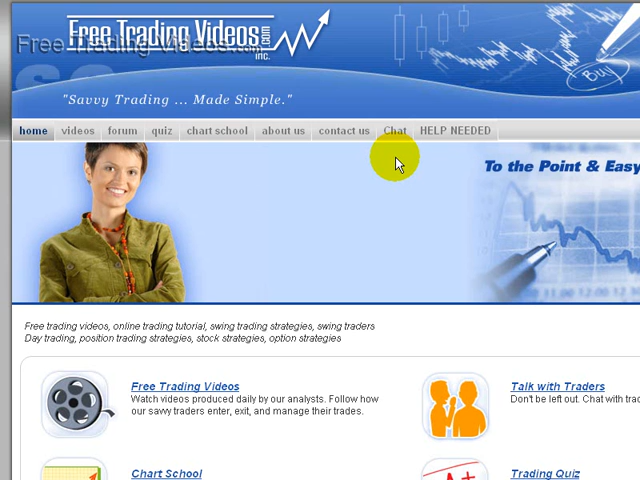 Free Trading Videos.com
inc.
Free Trading Videos.com
"Savvy Trading ... Made Simple."
Buy
home videos forum quiz chart school about us contact us Chat HELP NEEDED
To the Point & Easy
Free trading videos, online trading tutorial, swing trading strategies, swing traders
Day trading, position trading strategies, stock strategies, option strategies
Free Trading Videos
Watch videos produced daily by our analysts. Follow how
our savvy traders enter, exit, and manage their trades.
Talk with Traders
Don't be left out. Chat with trad
Chart School
A+
Trading Quiz